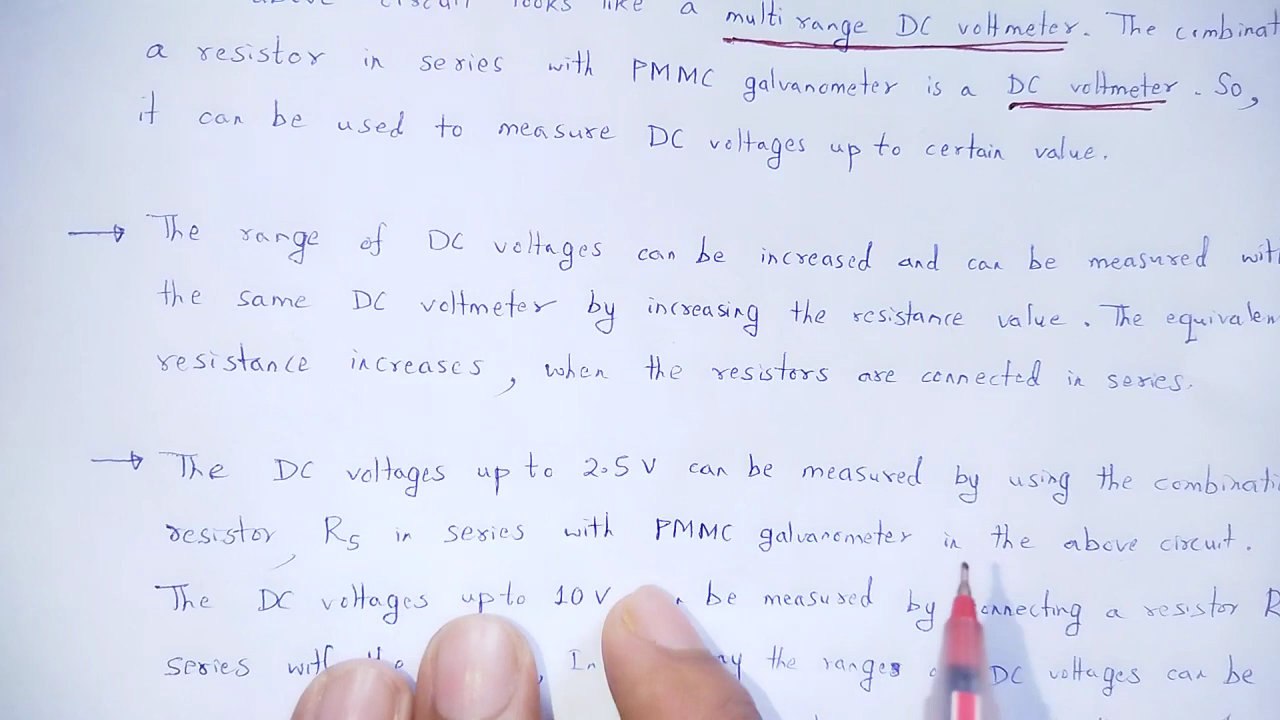 above circuit looks like a multi range DC voltmeter. The combinat
a resistor in series with PMMC galvanometer is a DC voltmeter. So,
it can be used to measure DC voltages up to certain value.
→ The range of DC voltages can be increased and can be measured wit
the same DC voltmeter by increasing the resistance value. The equivalen
resistance increases, when the resistors are connected in series.
→ The DC voltages up to 2.5 V can be measured by using the combinati
resistor, R5 in series with PMMC galvanometer in the above circuit.
The DC voltages upto 10 V be measured by connecting a resistor R
series with the In the ranges DC voltages can be